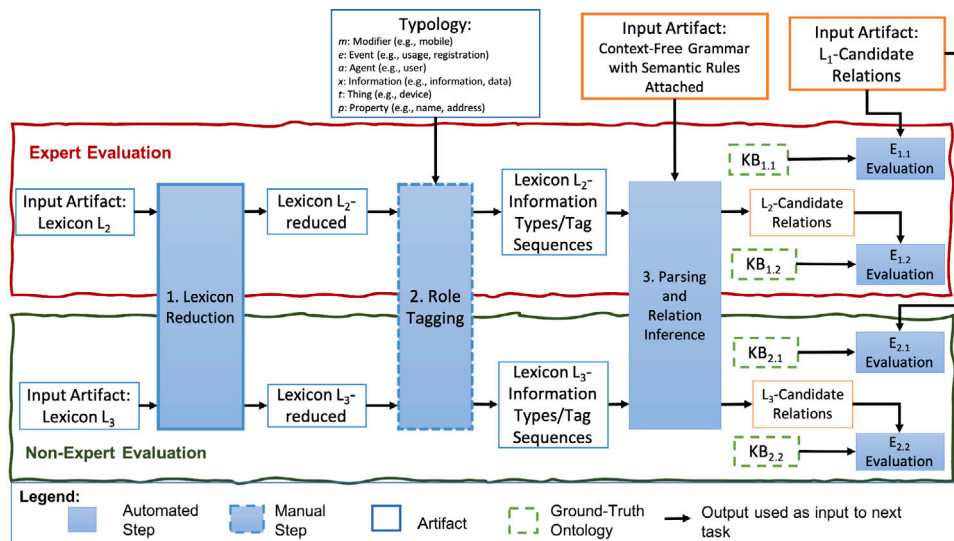 Typology:
m: Modifier (e.g., mobile)
e: Event (e.g., usage, registration)
a: Agent (e.g., user)
x: Information (e.g., information, data)
t: Thing (e.g., device)
p: Property (e.g., name, address)
Input Artifact:
Context-Free Grammar
with Semantic Rules
Attached
Input Artifact:
L1-Candidate
Relations
Expert Evaluation
Input Artifact:
Lexicon L2
1. Lexicon
Reduction
Lexicon L2-
reduced
2. Role
Tagging
Lexicon L2-
Information
Types/Tag
Sequences
3. Parsing
and
Relation
Inference
KB1.1
E1.1
Evaluation
L2-Candidate
Relations
KB1.2
E1.2
Evaluation
Input Artifact:
Lexicon L3
Lexicon L3-
reduced
Lexicon L3-
Information
Types/Tag
Sequences
KB2.1
E2.1
Evaluation
L3-Candidate
Relations
KB2.2
E2.2
Evaluation
Non-Expert Evaluation
Legend:
Automated
Step
Manual
Step
Artifact
Ground-Truth
Ontology
Output used as input to next
task